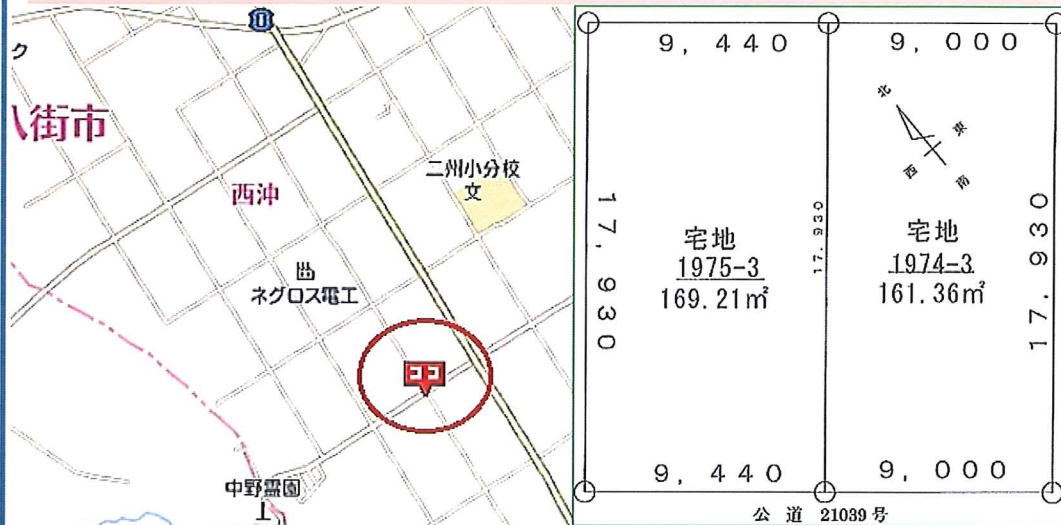 ク
八街市
西沖
二州小分校
文
ネグロス電工
ココ
中野霊園
9,440
9,000
北
東
西
南
17,930
17.930
17.930
宅地
1975-3
169.21㎡
宅地
1974-3
161.36㎡
9,440
9,000
公道 21039号